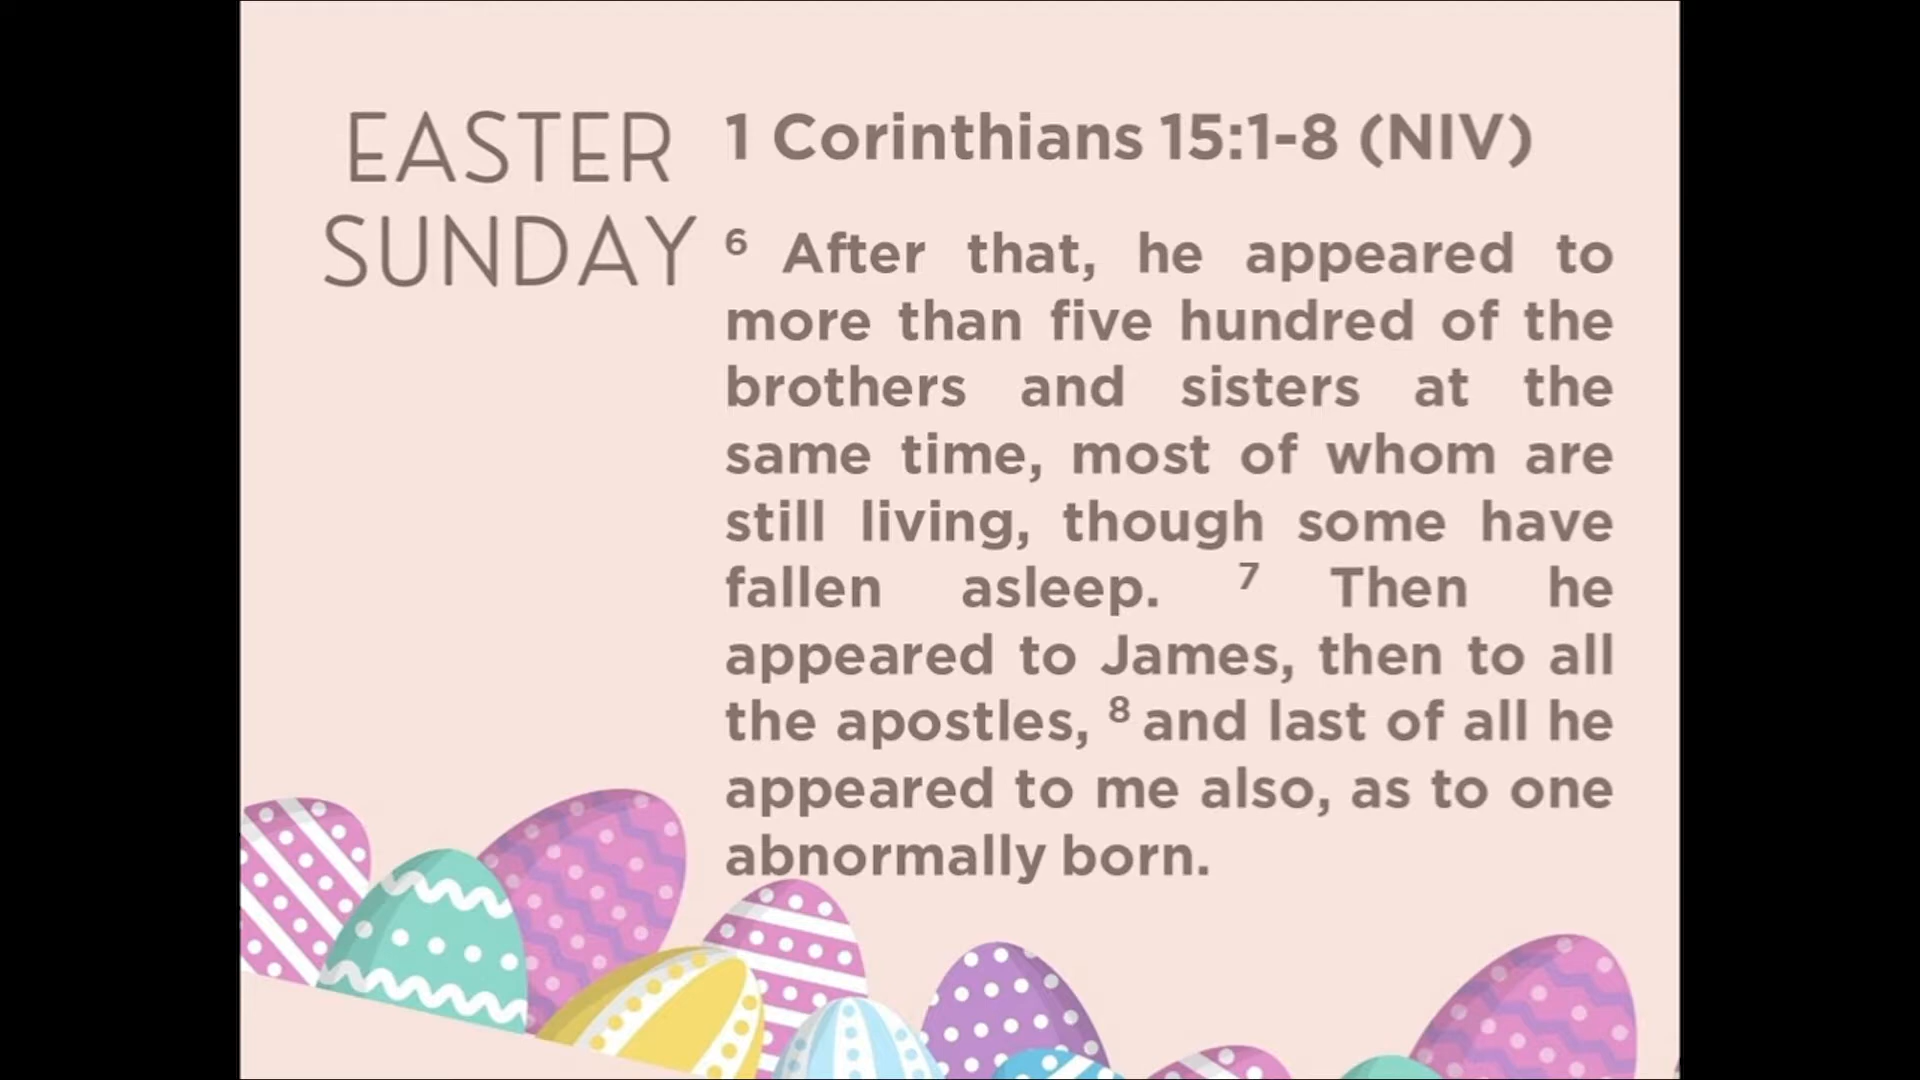 EASTER
SUNDAY
1 Corinthians 15:1-8 (NIV)
6 After that, he appeared to
more than five hundred of the
brothers and sisters at the
same time, most of whom are
still living, though some have
fallen asleep. 7 Then he
appeared to James, then to all
the apostles, 8 and last of all he
appeared to me also, as to one
abnormally born.